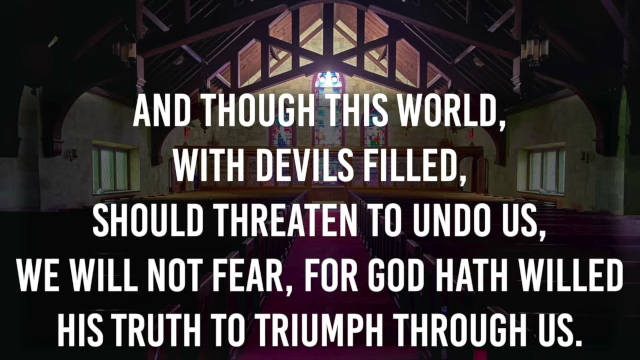 AND THOUGH THIS WORLD,
WITH DEVILS FILLED,
SHOULD THREATEN TO UNDO US,
WE WILL NOT FEAR, FOR GOD HATH WILLED
HIS TRUTH TO TRIUMPH THROUGH US.